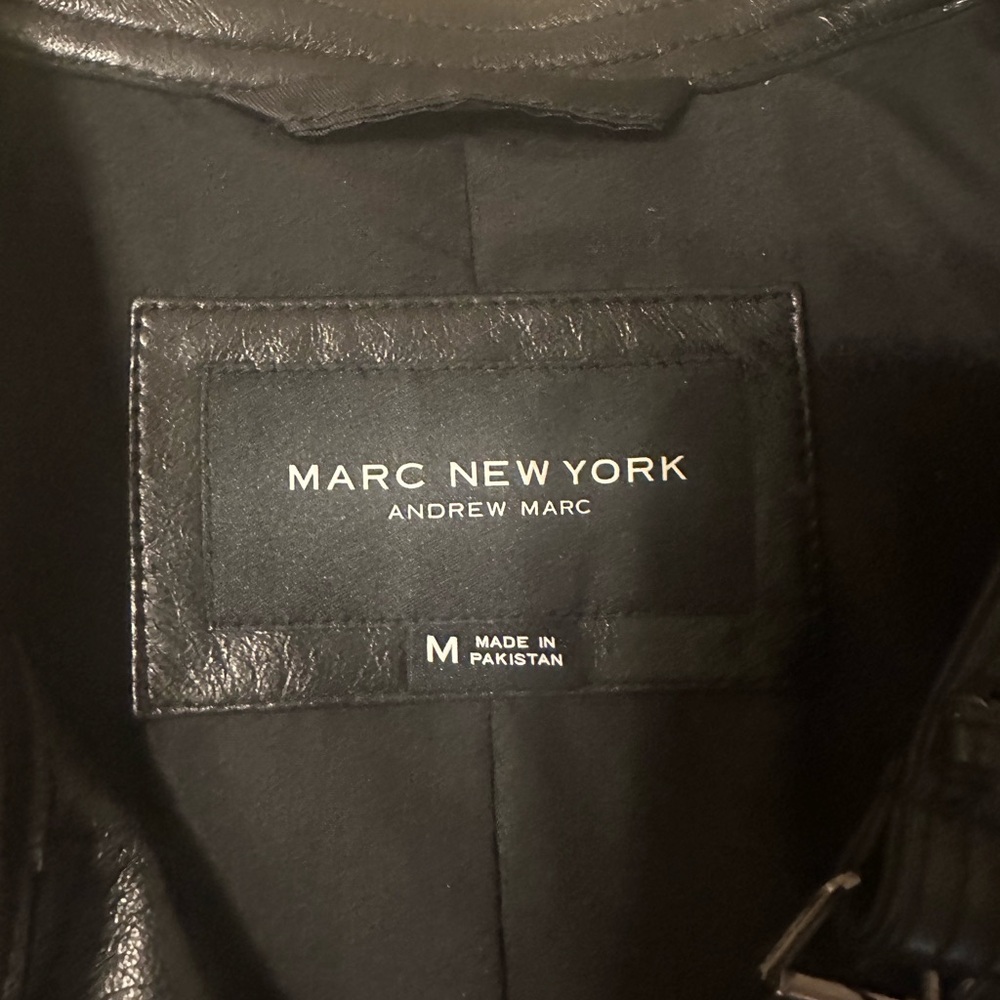 MARC NEW YORK
ANDREW MARC
M MADE IN
PAKISTAN